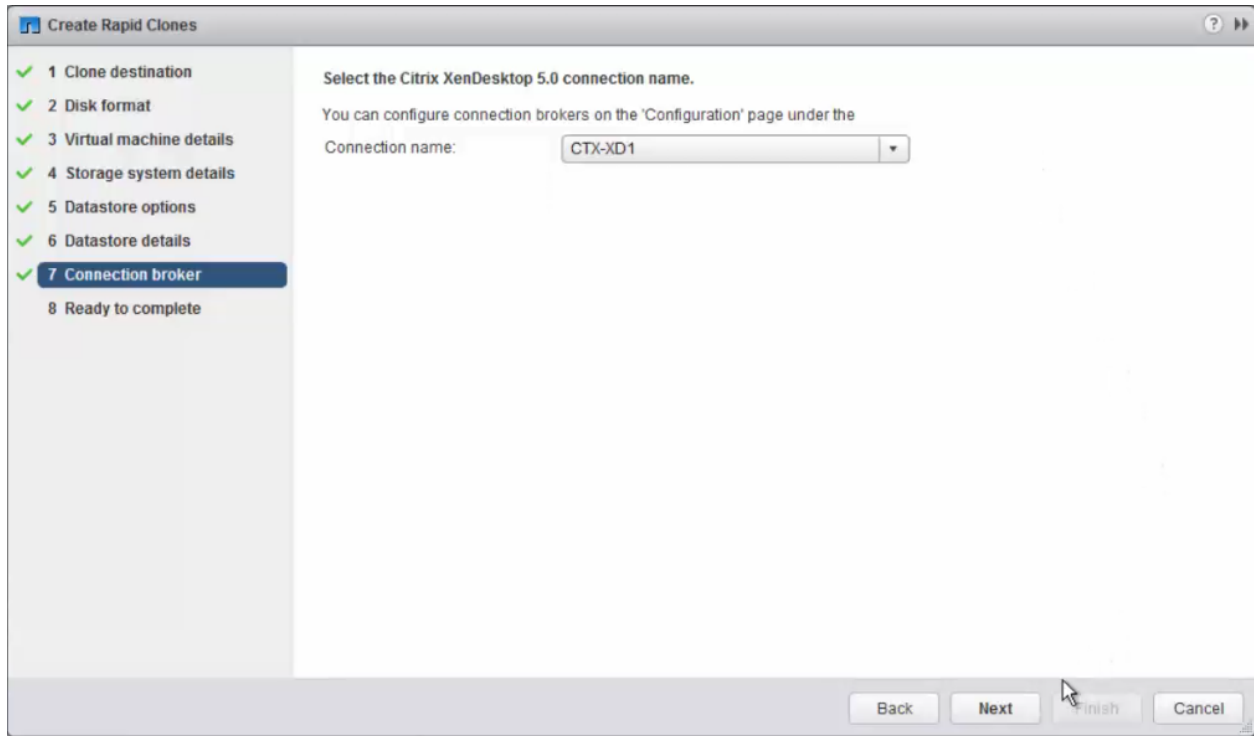 Create Rapid Clones
?
1 Clone destination
2 Disk format
3 Virtual machine details
4 Storage system details
5 Datastore options
6 Datastore details
7 Connection broker
8 Ready to complete
Select the Citrix XenDesktop 5.0 connection name.
You can configure connection brokers on the 'Configuration' page under the
Connection name: CTX-XD1
Back Next Finish Cancel